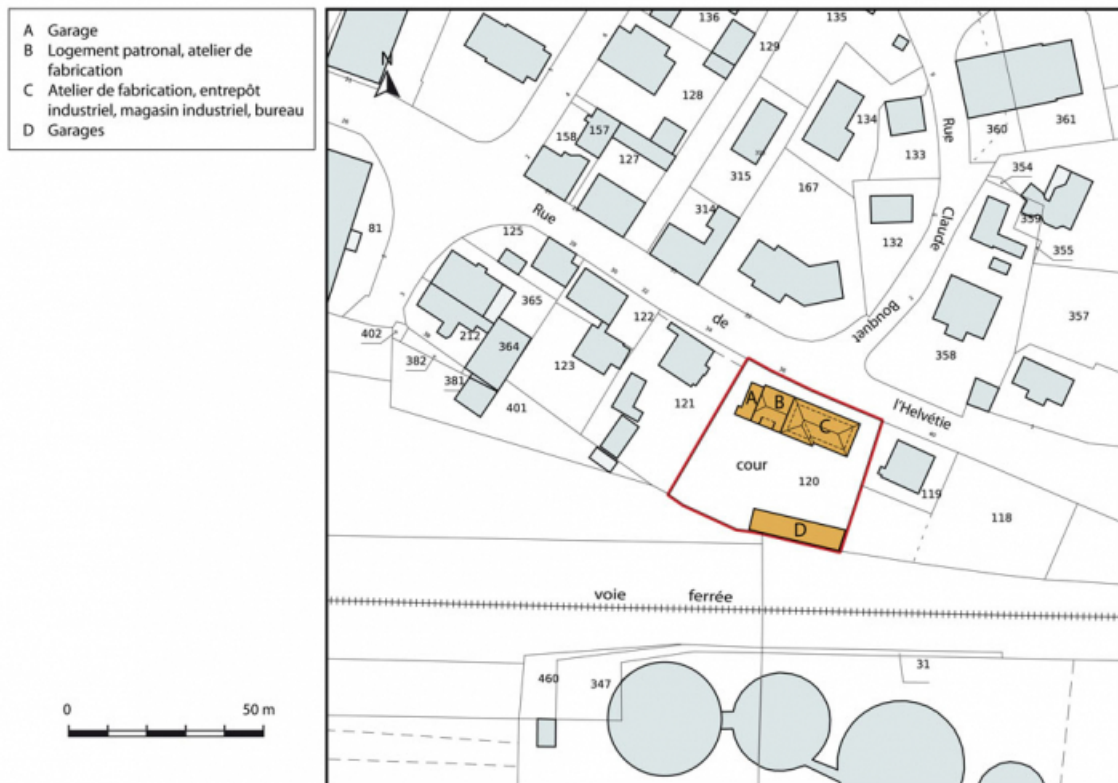 A Garage
B Logement patronal, atelier de
fabrication
C Atelier de fabrication, entrepôt
industriel, magasin industriel, bureau
D Garages
0 50 m
N
136
135
129
128
134
158
157
127
133
360
361
315
167
354
314
359
132
355
81
125
365
122
357
402
212
364
358
382
123
381
401
121
120
119
118
Rue
de
l'Helvétie
Rue
Claude
Bouquet
A
B
C
cour
D
voie ferrée
460
347
31